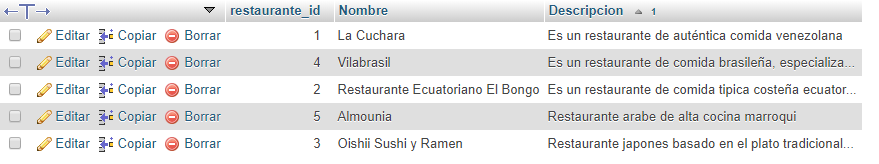 restaurante_id Nombre Descripcion 1
Editar Copiar Borrar 1 La Cuchara Es un restaurante de auténtica comida venezolana
Editar Copiar Borrar 4 Vilabrasil Es un restaurante de comida brasileña, especializa...
Editar Copiar Borrar 2 Restaurante Ecuatoriano El Bongo Es un restaurante de comida tipica costeña ecuator...
Editar Copiar Borrar 5 Almounia Restaurante arabe de alta cocina marroqui
Editar Copiar Borrar 3 Oishii Sushi y Ramen Restaurante japones basado en el plato tradicional...